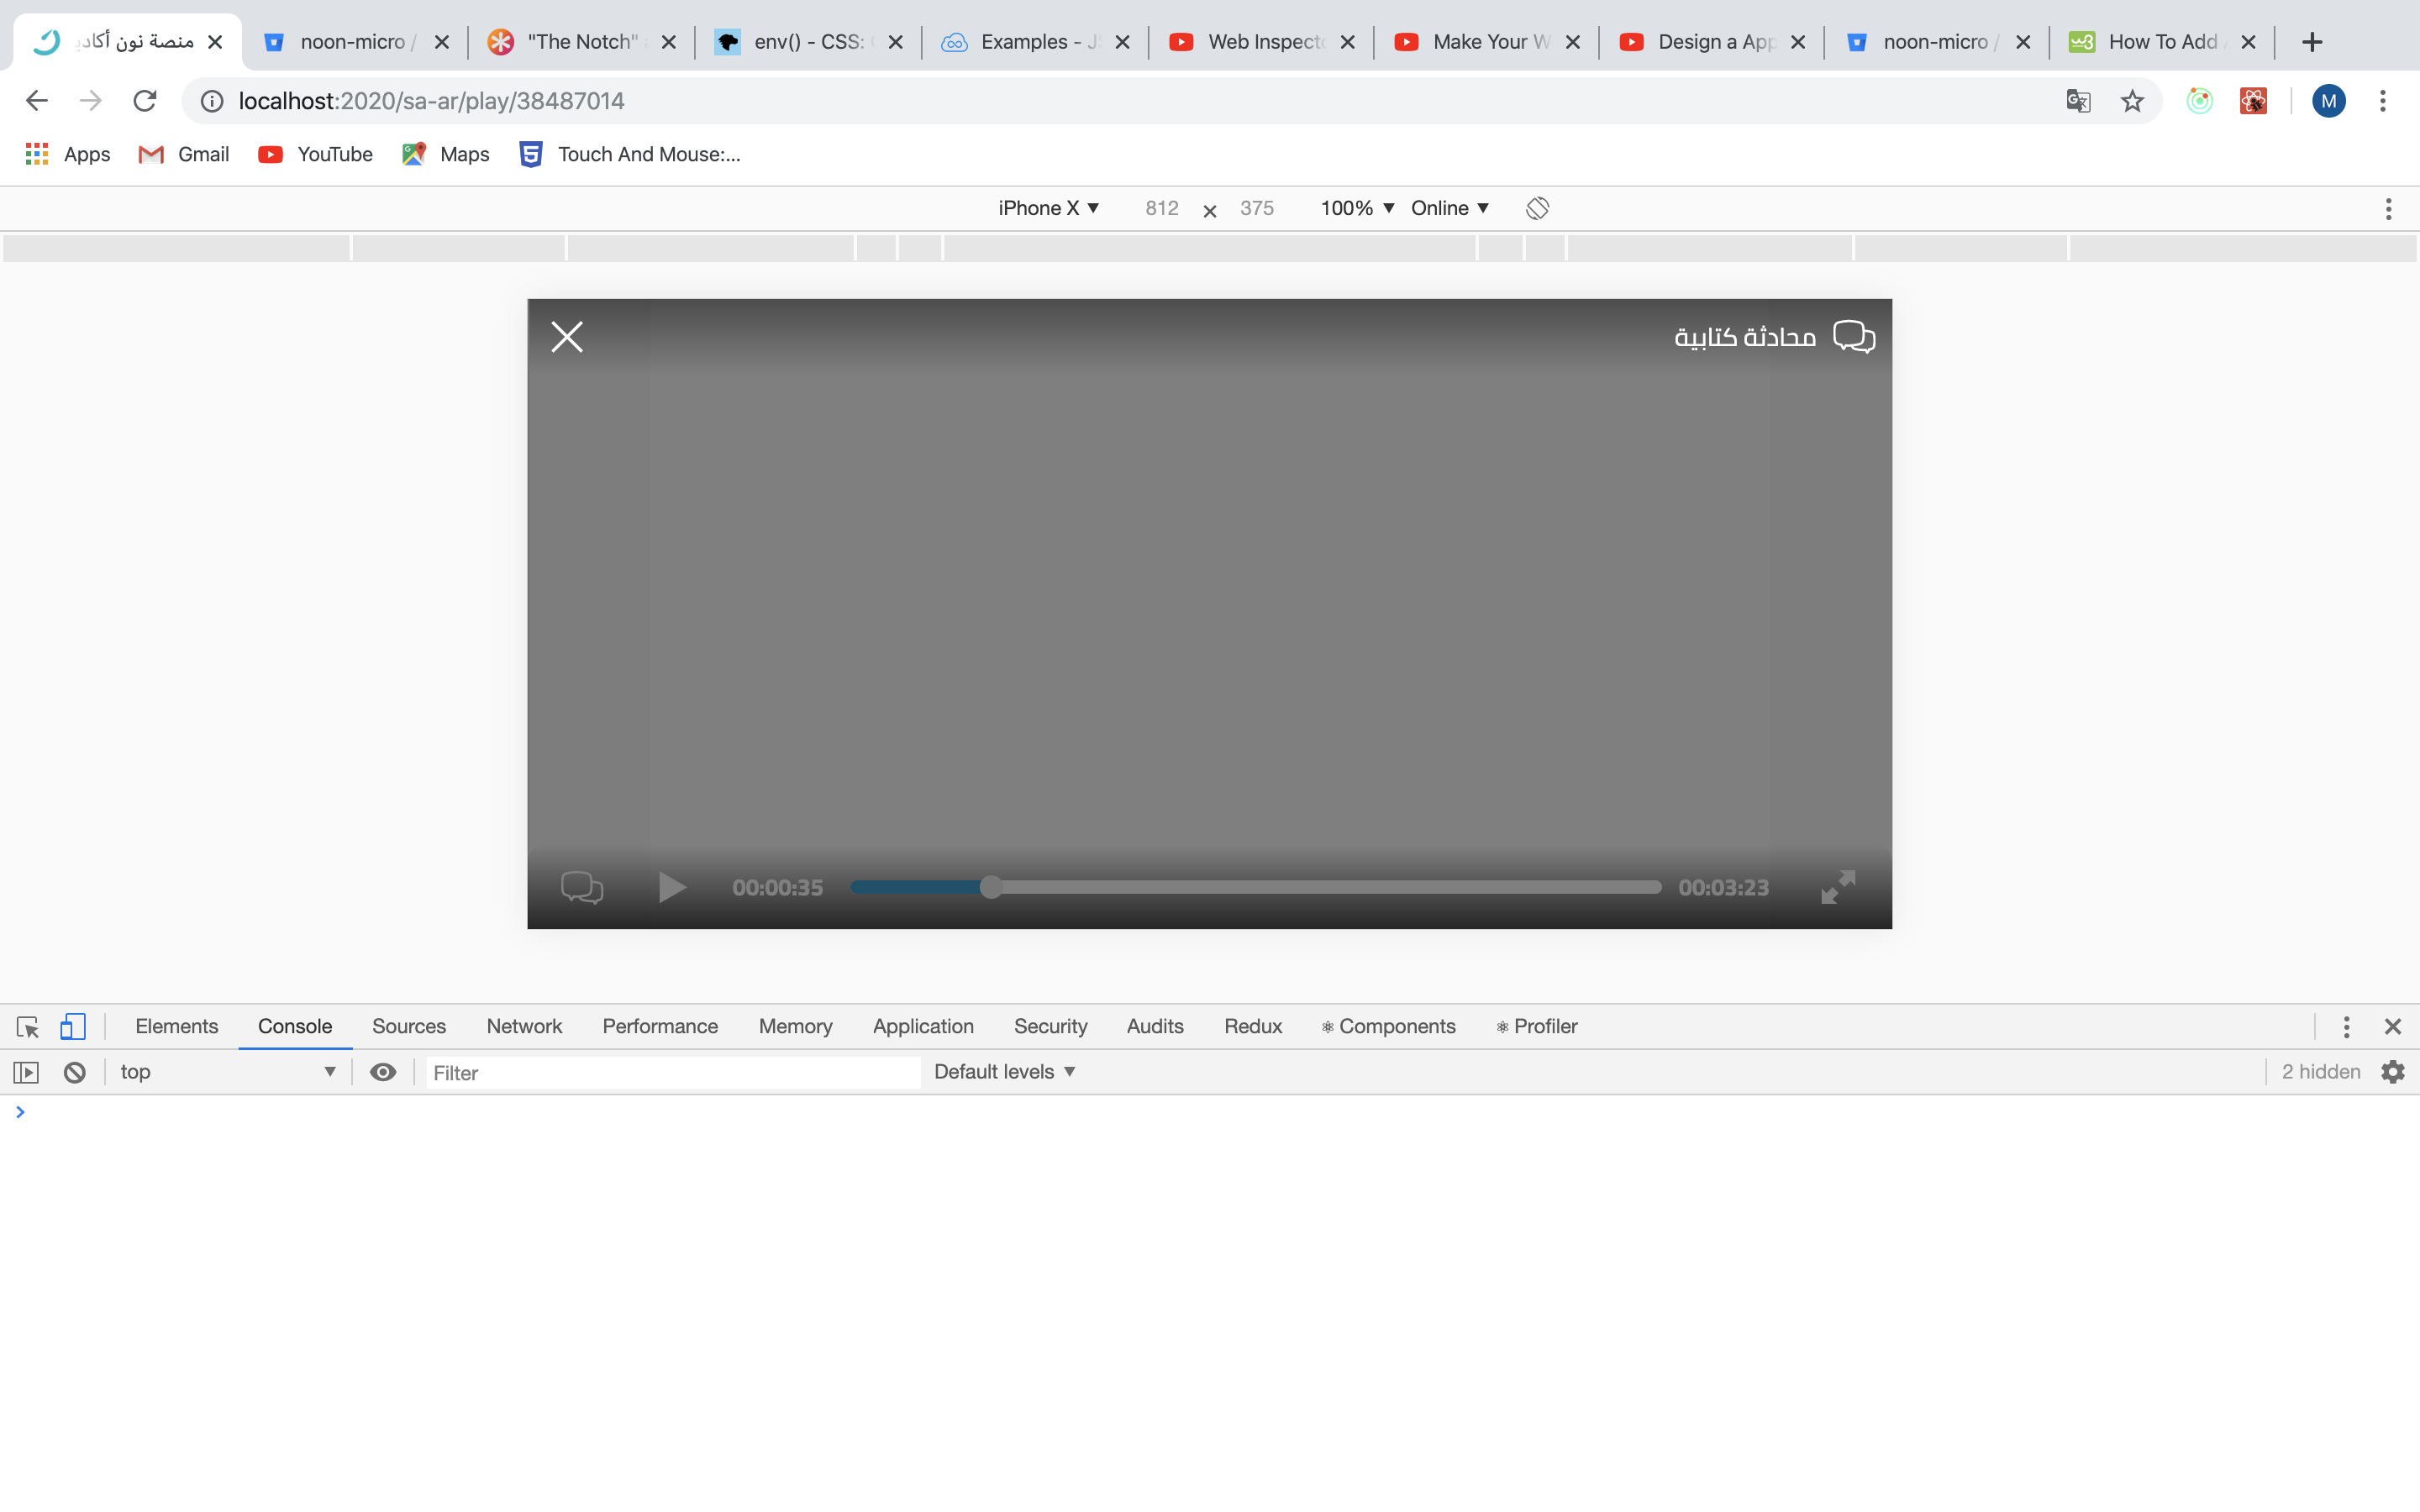 منصة نون أكادي
noon-micro /
"The Notch"
env() - CSS:
Examples - J
Web Inspect
Make Your W
Design a App
noon-micro /
How To Add
localhost:2020/sa-ar/play/38487014
M
Apps
Gmail
YouTube
Maps
Touch And Mouse:...
iPhone X
812 × 375
100%
Online
محادثة كتابية
00:00:35
00:03:23
Elements
Console
Sources
Network
Performance
Memory
Application
Security
Audits
Redux
Components
Profiler
top
Filter
Default levels
2 hidden